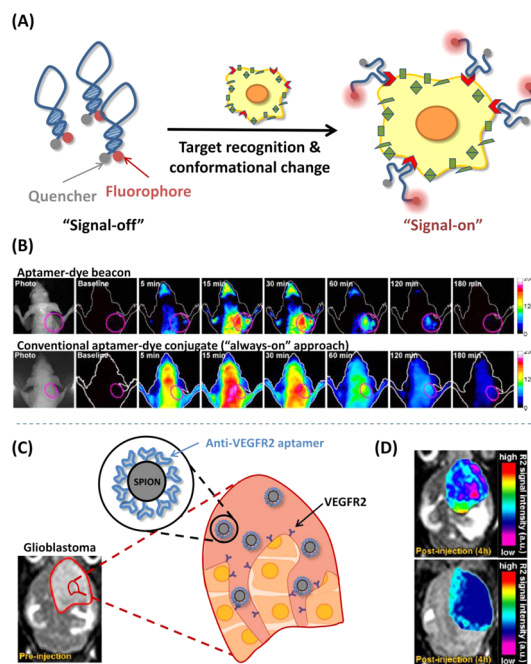 (A)
Quencher
Fluorophore
Target recognition &
conformational change
"Signal-off"
"Signal-on"
(B)
Aptamer-dye beacon
Photo Baseline 5 min 15 min 30 min 60 min 120 min 180 min
Conventional aptamer-dye conjugate ("always-on" approach)
Photo Baseline 5 min 15 min 30 min 60 min 120 min 180 min
(C)
Anti-VEGFR2 aptamer
SPION
VEGFR2
Glioblastoma
Pre-injection
(D)
high
R2 signal intensity (a.u.)
low
Post-injection (4h)
high
R2 signal intensity (a.u.)
low
Post-injection (4h)